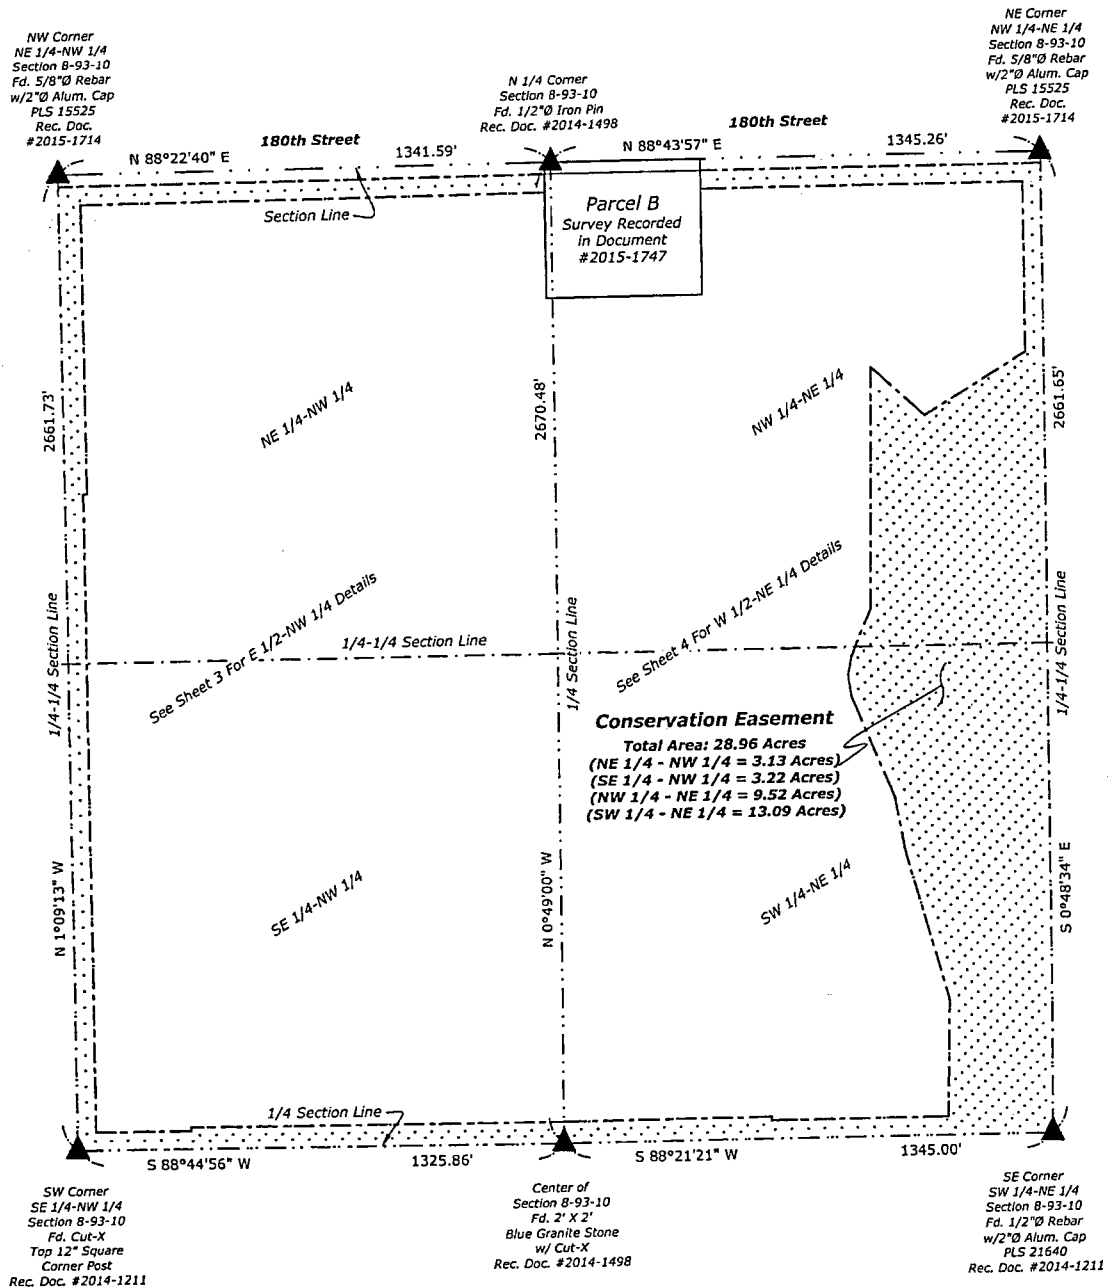 NW Corner
NE 1/4-NW 1/4
Section 8-93-10
Fd. 5/8"Ø Rebar
w/2"Ø Alum. Cap
PLS 15525
Rec. Doc.
#2015-1714
N 1/4 Corner
Section 8-93-10
Fd. 1/2"Ø Iron Pin
Rec. Doc. #2014-1498
NE Corner
NW 1/4-NE 1/4
Section 8-93-10
Fd. 5/8"Ø Rebar
w/2"Ø Alum. Cap
PLS 15525
Rec. Doc.
#2015-1714
180th Street
N 88°22'40" E
1341.59'
180th Street
N 88°43'57" E
1345.26'
Section Line
Parcel B
Survey Recorded
in Document
#2015-1747
2661.73'
NE 1/4-NW 1/4
2670.48'
NW 1/4-NE 1/4
2661.65'
1/4-1/4 Section Line
See Sheet 3 For E 1/2-NW 1/4 Details
1/4-1/4 Section Line
1/4 Section Line
See Sheet 4 For W 1/2-NE 1/4 Details
1/4-1/4 Section Line
Conservation Easement
Total Area: 28.96 Acres
(NE 1/4 - NW 1/4 = 3.13 Acres)
(SE 1/4 - NW 1/4 = 3.22 Acres)
(NW 1/4 - NE 1/4 = 9.52 Acres)
(SW 1/4 - NE 1/4 = 13.09 Acres)
N 1°09'13" W
SE 1/4-NW 1/4
N 0°49'00" W
SW 1/4-NE 1/4
S 0°48'34" E
1/4 Section Line
S 88°44'56" W
1325.86'
S 88°21'21" W
1345.00'
SW Corner
SE 1/4-NW 1/4
Section 8-93-10
Fd. Cut-X
Top 12" Square
Corner Post
Rec. Doc. #2014-1211
Center of
Section 8-93-10
Fd. 2' X 2'
Blue Granite Stone
w/ Cut-X
Rec. Doc. #2014-1498
SE Corner
SW 1/4-NE 1/4
Section 8-93-10
Fd. 1/2"Ø Rebar
w/2"Ø Alum. Cap
PLS 21640
Rec. Doc. #2014-1211